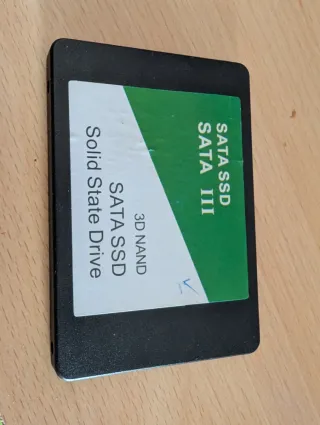 SATA SSD
SATA III
3D NAND
SATA SSD
Solid State Drive